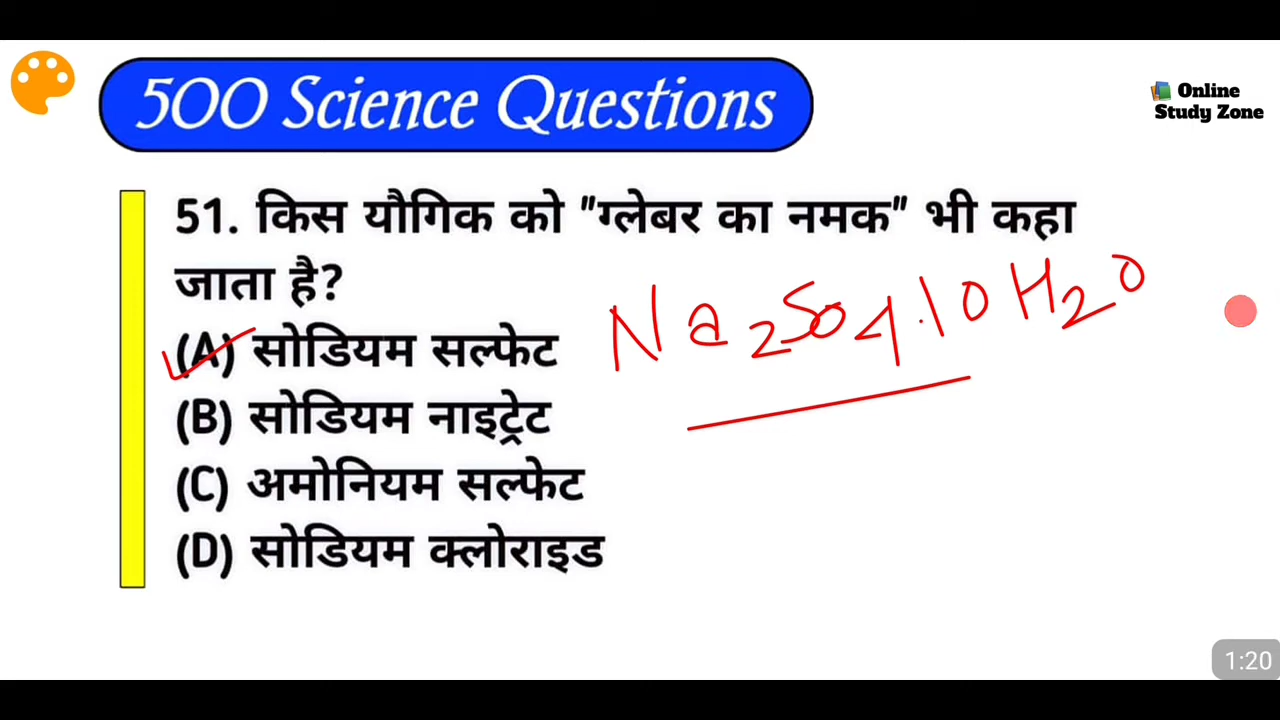 500 Science Questions
Online
Study Zone
51. किस यौगिक को "ग्लेबर का नमक" भी कहा
जाता है?
(A) सोडियम सल्फेट
Na2SO4.10H2O
(B) सोडियम नाइट्रेट
(C) अमोनियम सल्फेट
(D) सोडियम क्लोराइड
1:20